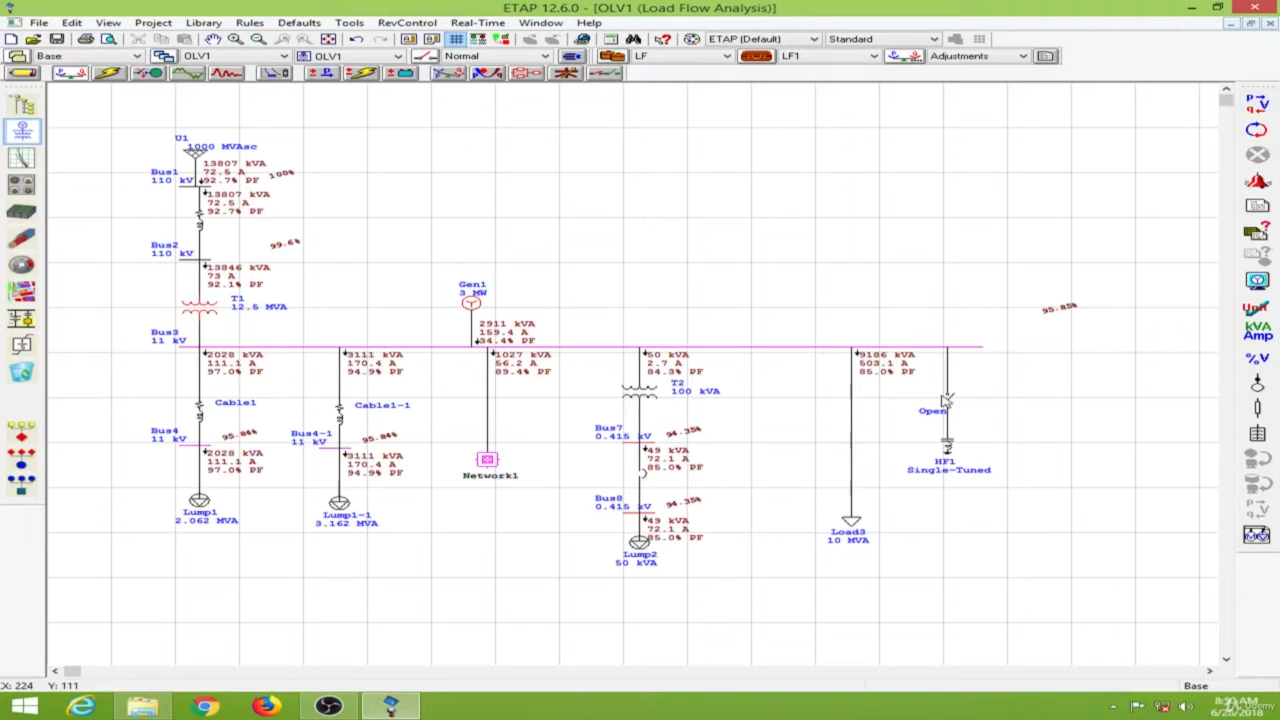 ETAP 12.6.0 - [OLV1 (Load Flow Analysis)]
File Edit View Project Library Rules Defaults Tools RevControl Real-Time Window Help
ETAP (Default) Standard
Base OLV1 OLV1 Normal LF LF1 Adjustments
U1
1000 MVAsc
13807 kVA
72.5 A
92.7% PF
100%
Bus1
110 kV
13807 kVA
72.5 A
92.7% PF
Bus2
110 kV
99.6%
13846 kVA
73 A
92.1% PF
T1
12.5 MVA
Gen1
3 MW
2911 kVA
159.4 A
34.4% PF
95.85%
Bus3
11 kV
2028 kVA
111.1 A
97.0% PF
3111 kVA
170.4 A
94.9% PF
1027 kVA
56.2 A
89.4% PF
50 kVA
2.7 A
84.3% PF
9186 kVA
503.1 A
85.0% PF
T2
100 kVA
Cable1
Cable1-1
Open
Bus4
11 kV
95.84%
Bus4-1
11 kV
95.84%
Bus7
0.415 kV
94.35%
2028 kVA
111.1 A
97.0% PF
3111 kVA
170.4 A
94.9% PF
49 kVA
72.1 A
85.0% PF
Network1
HF1
Single-Tuned
Bus8
0.415 kV
94.35%
Lump1
2.062 MVA
Lump1-1
3.162 MVA
49 kVA
72.1 A
85.0% PF
Lump2
50 kVA
Load3
10 MVA
P
V
q
Unit
kVA
Amp
%V
P
V
q
X: 224 Y: 111
Base
Udemy